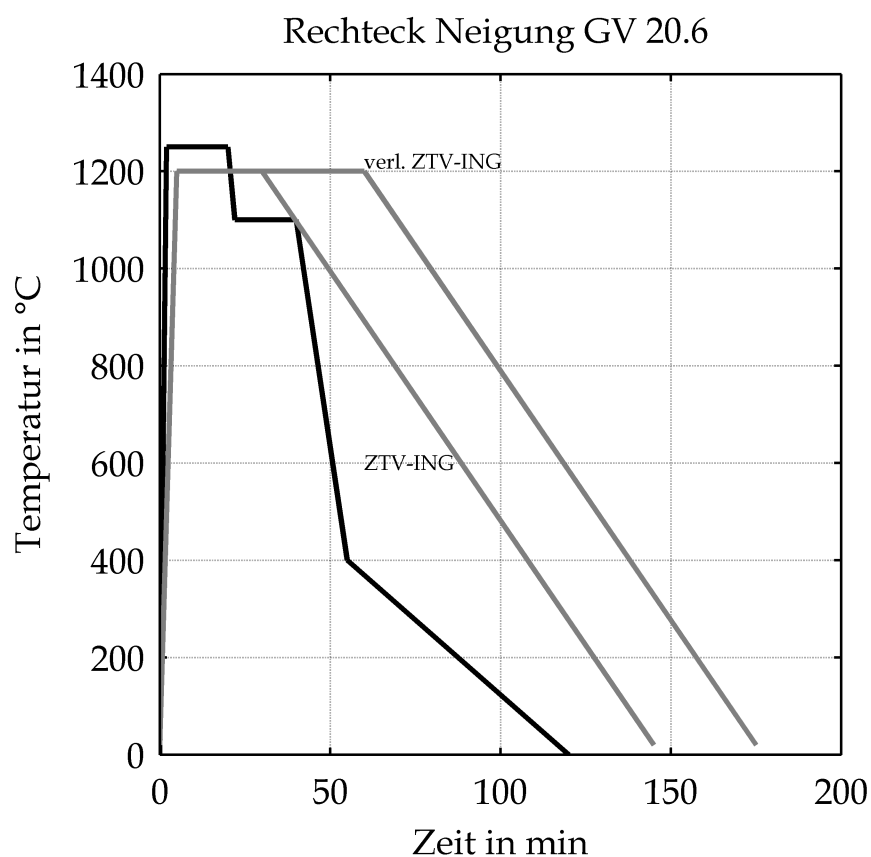 Rechteck Neigung GV 20.6
1400
1200
1000
800
600
400
200
0
verl. ZTV-ING
ZTV-ING
0 50 100 150 200
Zeit in min
Temperatur in °C